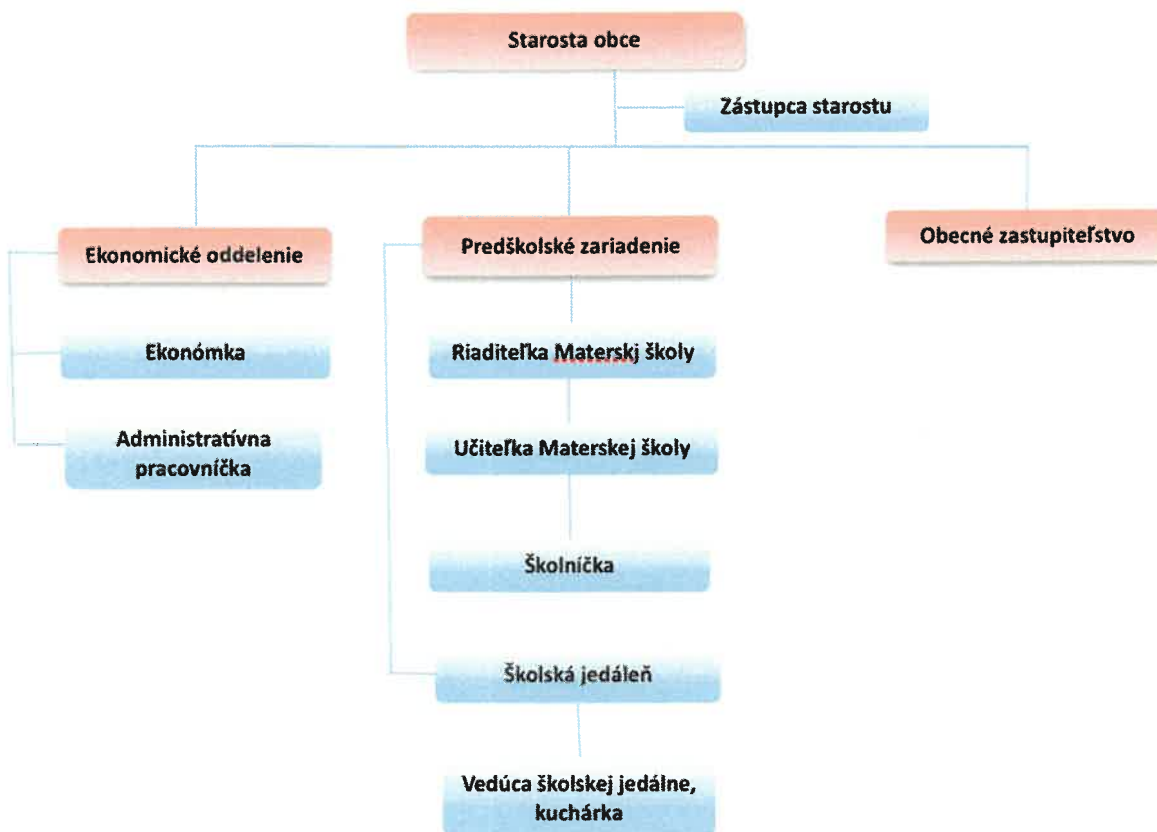 Starosta obce
Zástupca starostu
Ekonomické oddelenie
Predškolské zariadenie
Obecné zastupiteľstvo
Ekonómka
Riaditeľka Materskj školy
Administratívna
pracovníčka
Učiteľka Materskej školy
Školníčka
Školská jedáleň
Vedúca školskej jedálne,
kuchárka